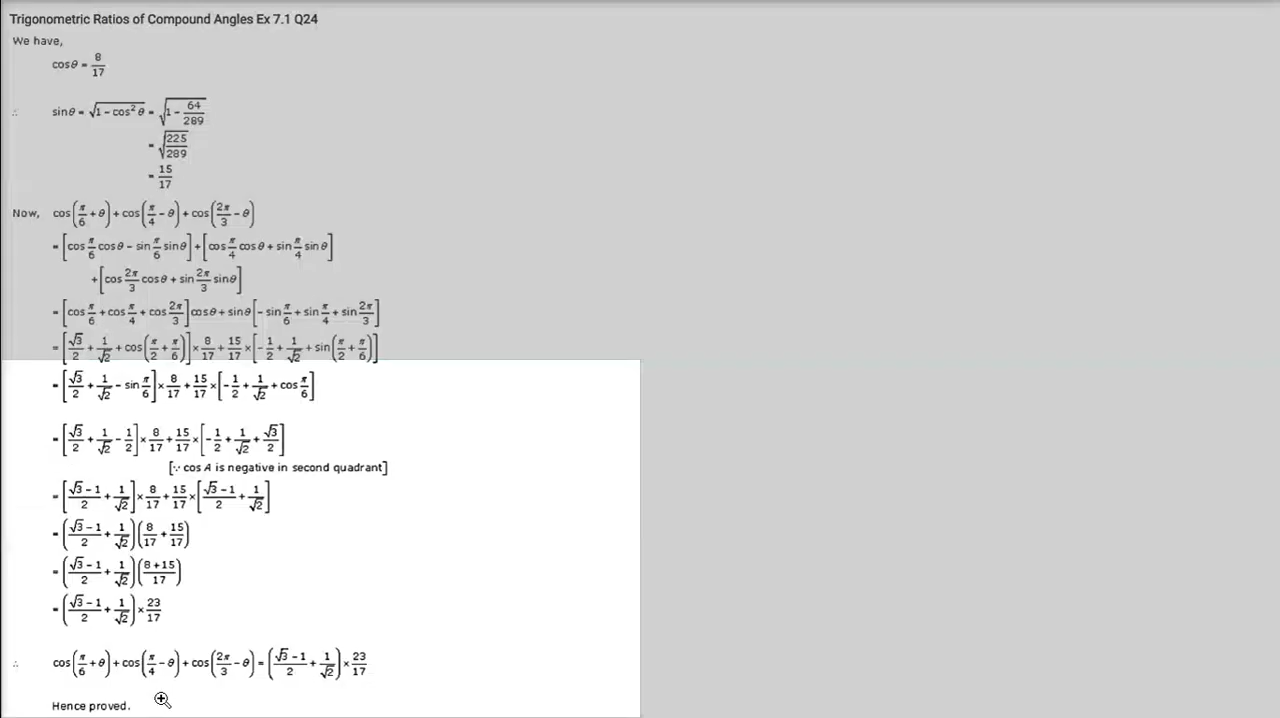 Trigonometric Ratios of Compound Angles Ex 7.1 Q24
We have,
cosθ = 8/17
∴ sinθ = √(1 − cos² θ) = √(1 − 64/289)
= √(225/289)
= 15/17
Now, cos(π/6 + θ) + cos(π/4 − θ) + cos(2π/3 − θ)
= [cos π/6 cosθ − sin π/6 sinθ] + [cos π/4 cosθ + sin π/4 sinθ]
+ [cos 2π/3 cosθ + sin 2π/3 sinθ]
= [cos π/6 + cos π/4 + cos 2π/3] cosθ + sinθ [− sin π/6 + sin π/4 + sin 2π/3]
= [√3/2 + 1/√2 + cos(π/2 + π/6)] × 8/17 + 15/17 × [− 1/2 + 1/√2 + sin(π/2 + π/6)]
= [√3/2 + 1/√2 − sin π/6] × 8/17 + 15/17 × [− 1/2 + 1/√2 + cos π/6]
= [√3/2 + 1/√2 − 1/2] × 8/17 + 15/17 × [− 1/2 + 1/√2 + √3/2]
[∵ cos A is negative in second quadrant]
= [(√3 − 1)/2 + 1/√2] × 8/17 + 15/17 × [(√3 − 1)/2 + 1/√2]
= ((√3 − 1)/2 + 1/√2)(8/17 + 15/17)
= ((√3 − 1)/2 + 1/√2)((8 + 15)/17)
= ((√3 − 1)/2 + 1/√2) × 23/17
∴ cos(π/6 + θ) + cos(π/4 − θ) + cos(2π/3 − θ) = ((√3 − 1)/2 + 1/√2) × 23/17
Hence proved.